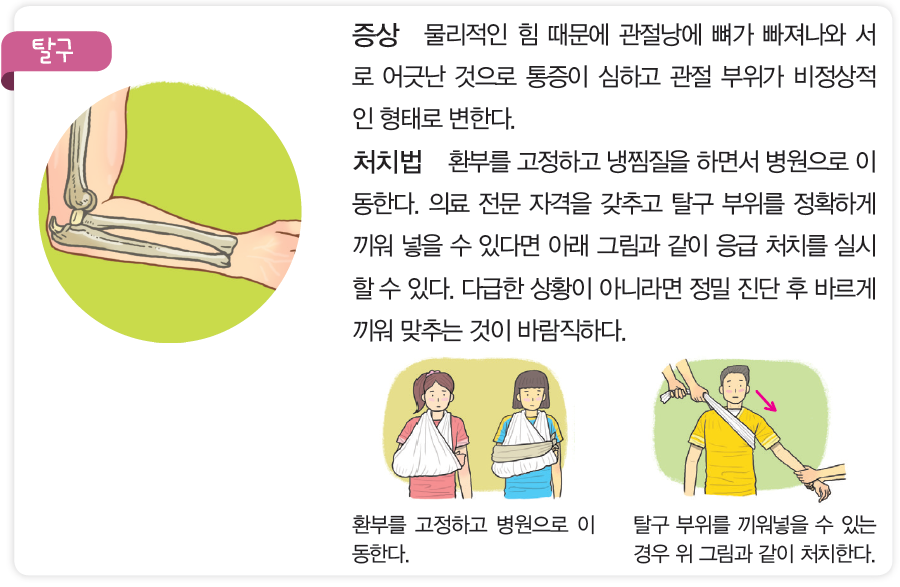 탈구
증상 물리적인 힘 때문에 관절낭에 뼈가 빠져나와 서
로 어긋난 것으로 통증이 심하고 관절 부위가 비정상적
인 형태로 변한다.
처치법 환부를 고정하고 냉찜질을 하면서 병원으로 이
동한다. 의료 전문 자격을 갖추고 탈구 부위를 정확하게
끼워 넣을 수 있다면 아래 그림과 같이 응급 처치를 실시
할 수 있다. 다급한 상황이 아니라면 정밀 진단 후 바르게
끼워 맞추는 것이 바람직하다.
환부를 고정하고 병원으로 이
동한다.
탈구 부위를 끼워넣을 수 있는
경우 위 그림과 같이 처치한다.